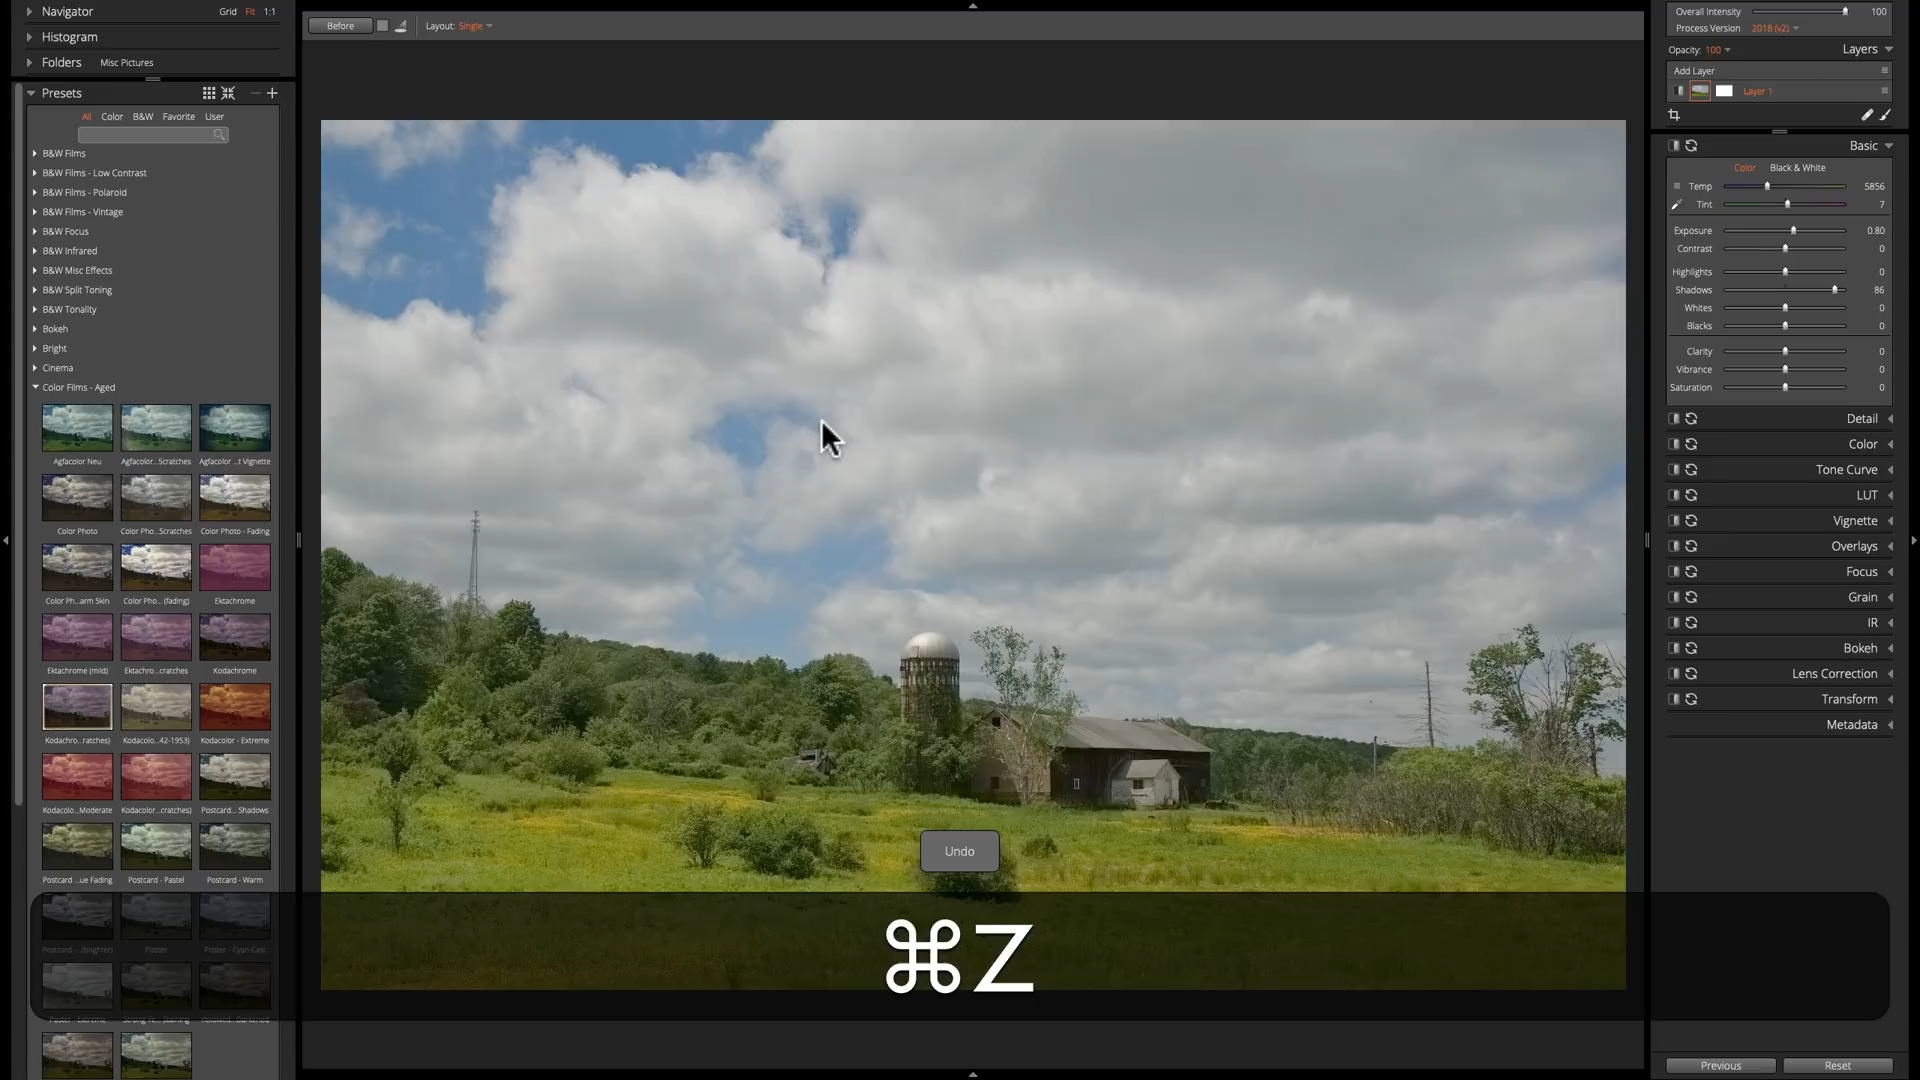 Navigator
Grid Fit 1:1
Histogram
Folders Misc Pictures
Presets
All Color B&W Favorite User
B&W Films
B&W Films - Low Contrast
B&W Films - Polaroid
B&W Films - Vintage
B&W Focus
B&W Infrared
B&W Misc Effects
B&W Split Toning
B&W Tonality
Bokeh
Bright
Cinema
Color Films - Aged
Agfacolor Neu Agfacolor...Scratches Agfacolor ...t Vignette
Color Photo Color Pho...Scratches Color Photo - Fading
Color Ph...arm Skin Color Pho... (fading) Ektachrome
Ektachrome (mild) Ektachro...cratches Kodachrome
Kodachro...ratches) Kodacolo...42-1953) Kodacolor - Extreme
Kodacolo...Moderate Kodacolor...cratches) Postcard... Shadows
Postcard ...ue Fading Postcard - Pastel Postcard - Warm
Postcard - ...(brighter) Poster Poster - Cyan Cast
Poster - Extreme
Before
Layout: Single
Undo
⌘Z
Overall Intensity 100
Process Version 2018 (v2)
Opacity: 100 Layers
Add Layer
Layer 1
Basic
Color Black & White
Temp 5856
Tint 7
Exposure 0.80
Contrast 0
Highlights 0
Shadows 86
Whites 0
Blacks 0
Clarity 0
Vibrance 0
Saturation 0
Detail
Color
Tone Curve
LUT
Vignette
Overlays
Focus
Grain
IR
Bokeh
Lens Correction
Transform
Metadata
Previous Reset